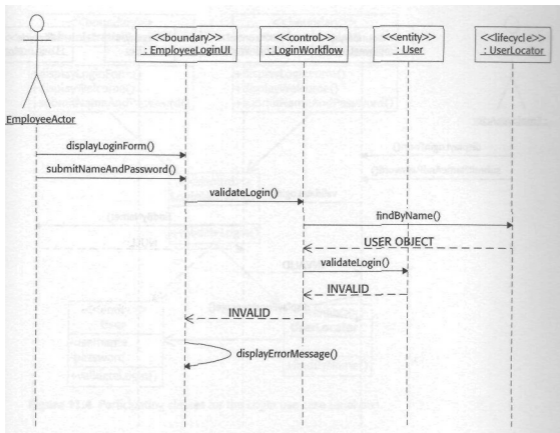 <<boundary>>
: EmployeeLoginUI
<<control>>
: LoginWorkflow
<<entity>>
: User
<<lifecycle>>
: UserLocator
EmployeeActor
displayLoginForm()
submitNameAndPassword()
validateLogin()
findByName()
USER OBJECT
validateLogin()
INVALID
INVALID
displayErrorMessage()